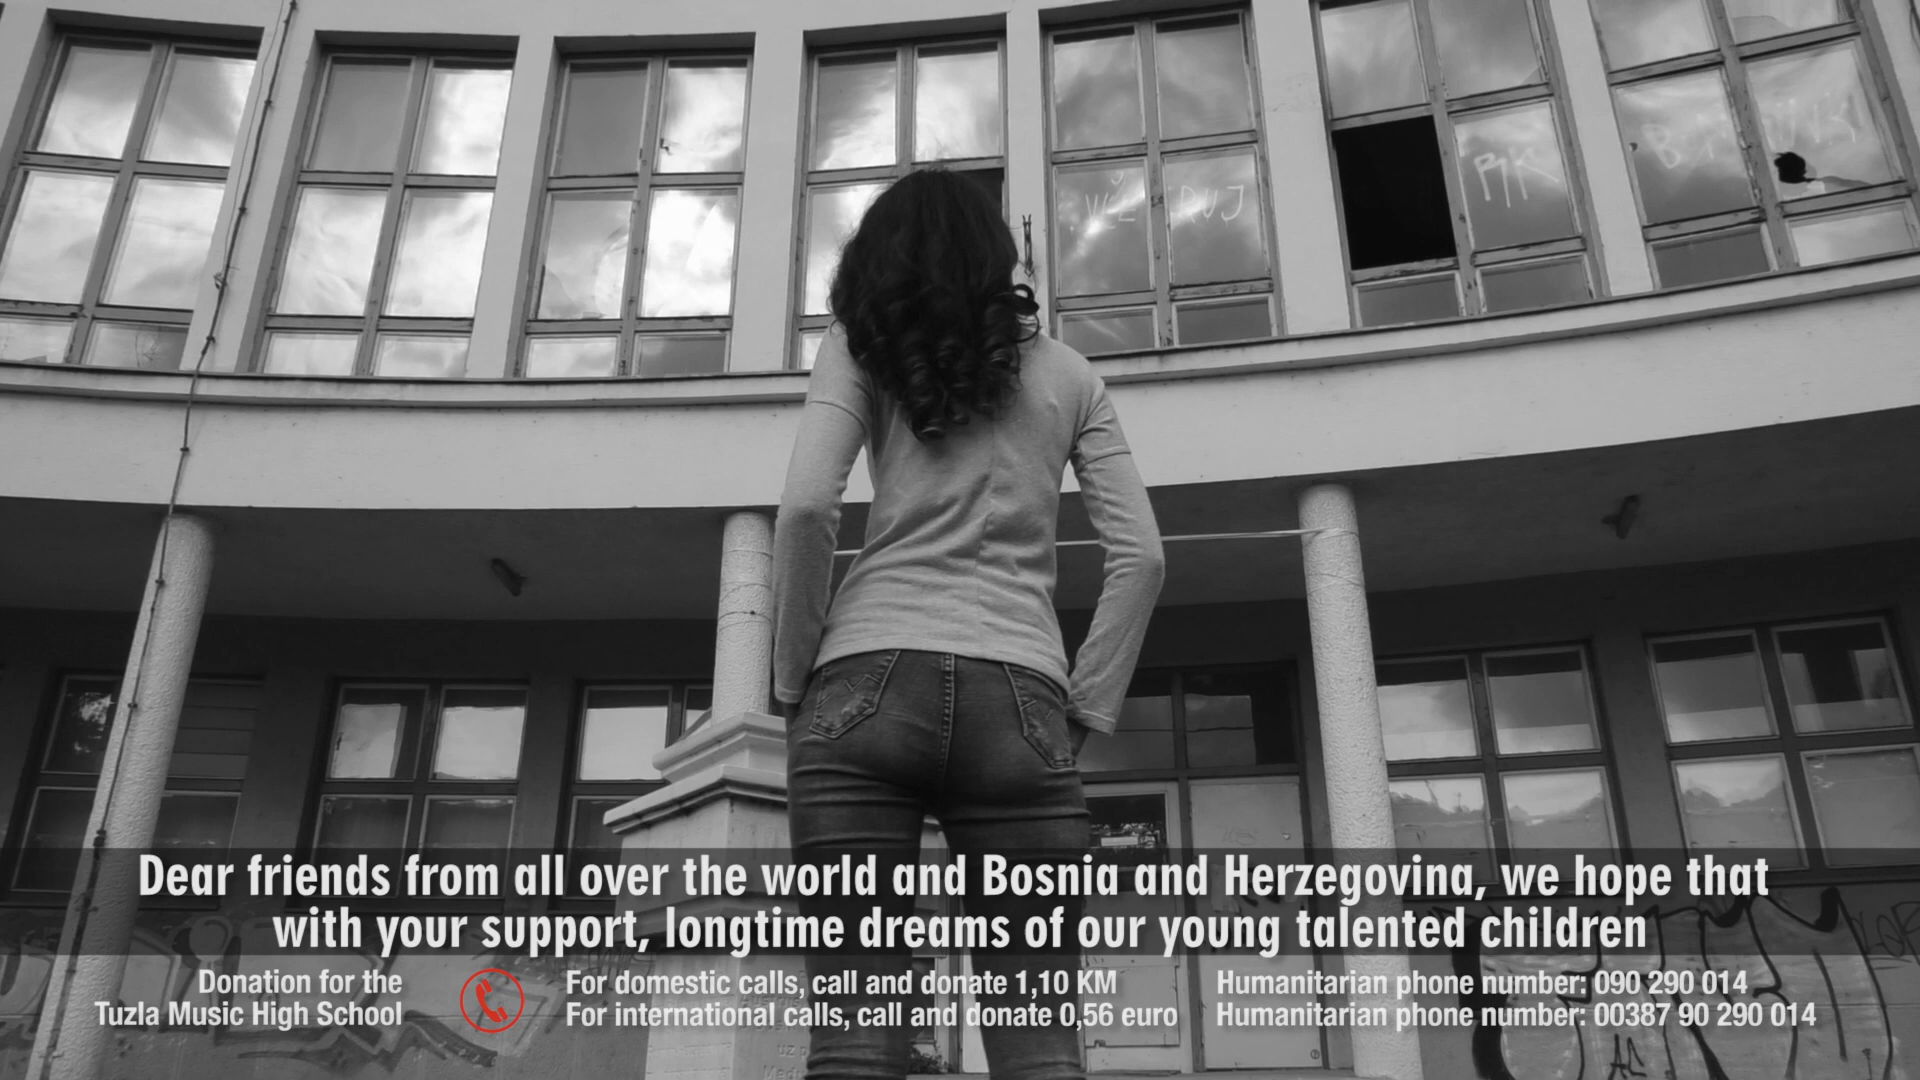 RK
Dear friends from all over the world and Bosnia and Herzegovina, we hope that
with your support, longtime dreams of our young talented children
Donation for the
Tuzla Music High School
For domestic calls, call and donate 1,10 KM
For international calls, call and donate 0,56 euro
Humanitarian phone number: 090 290 014
Humanitarian phone number: 00387 90 290 014